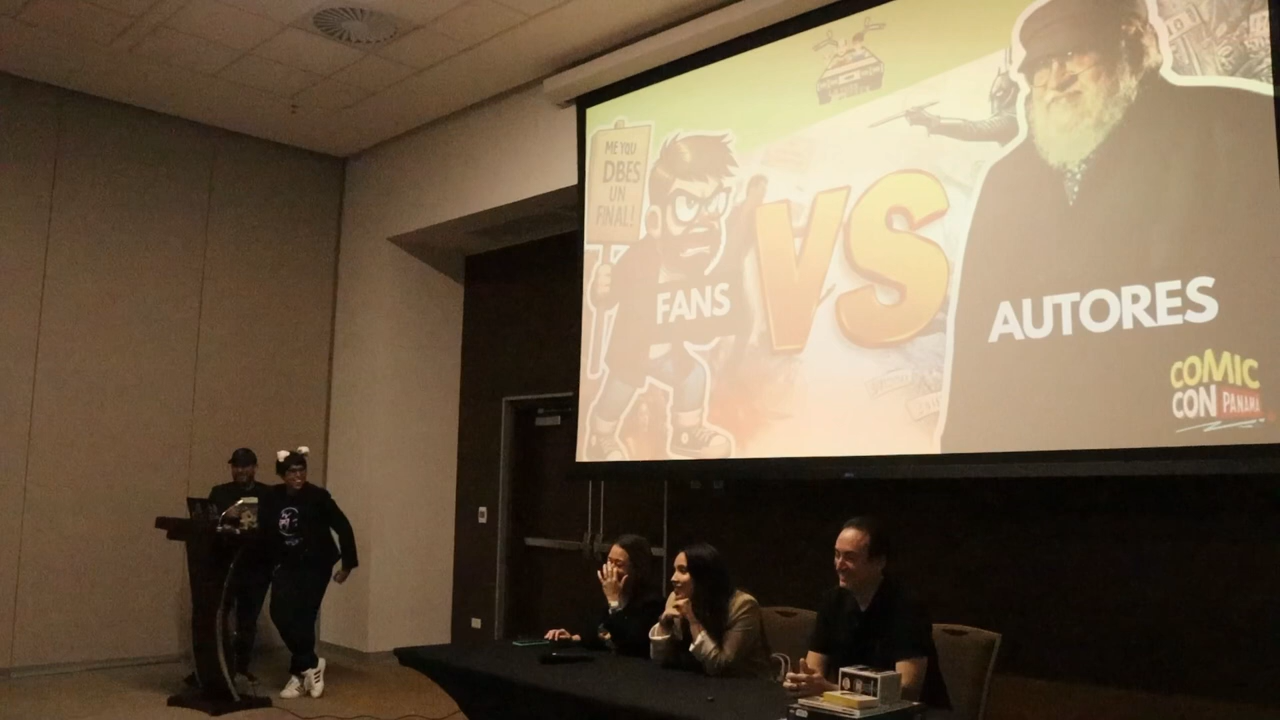 ME YOU
DBES
UN
FINAL!
FANS
VS
AUTORES
COMIC
CON PANAMA